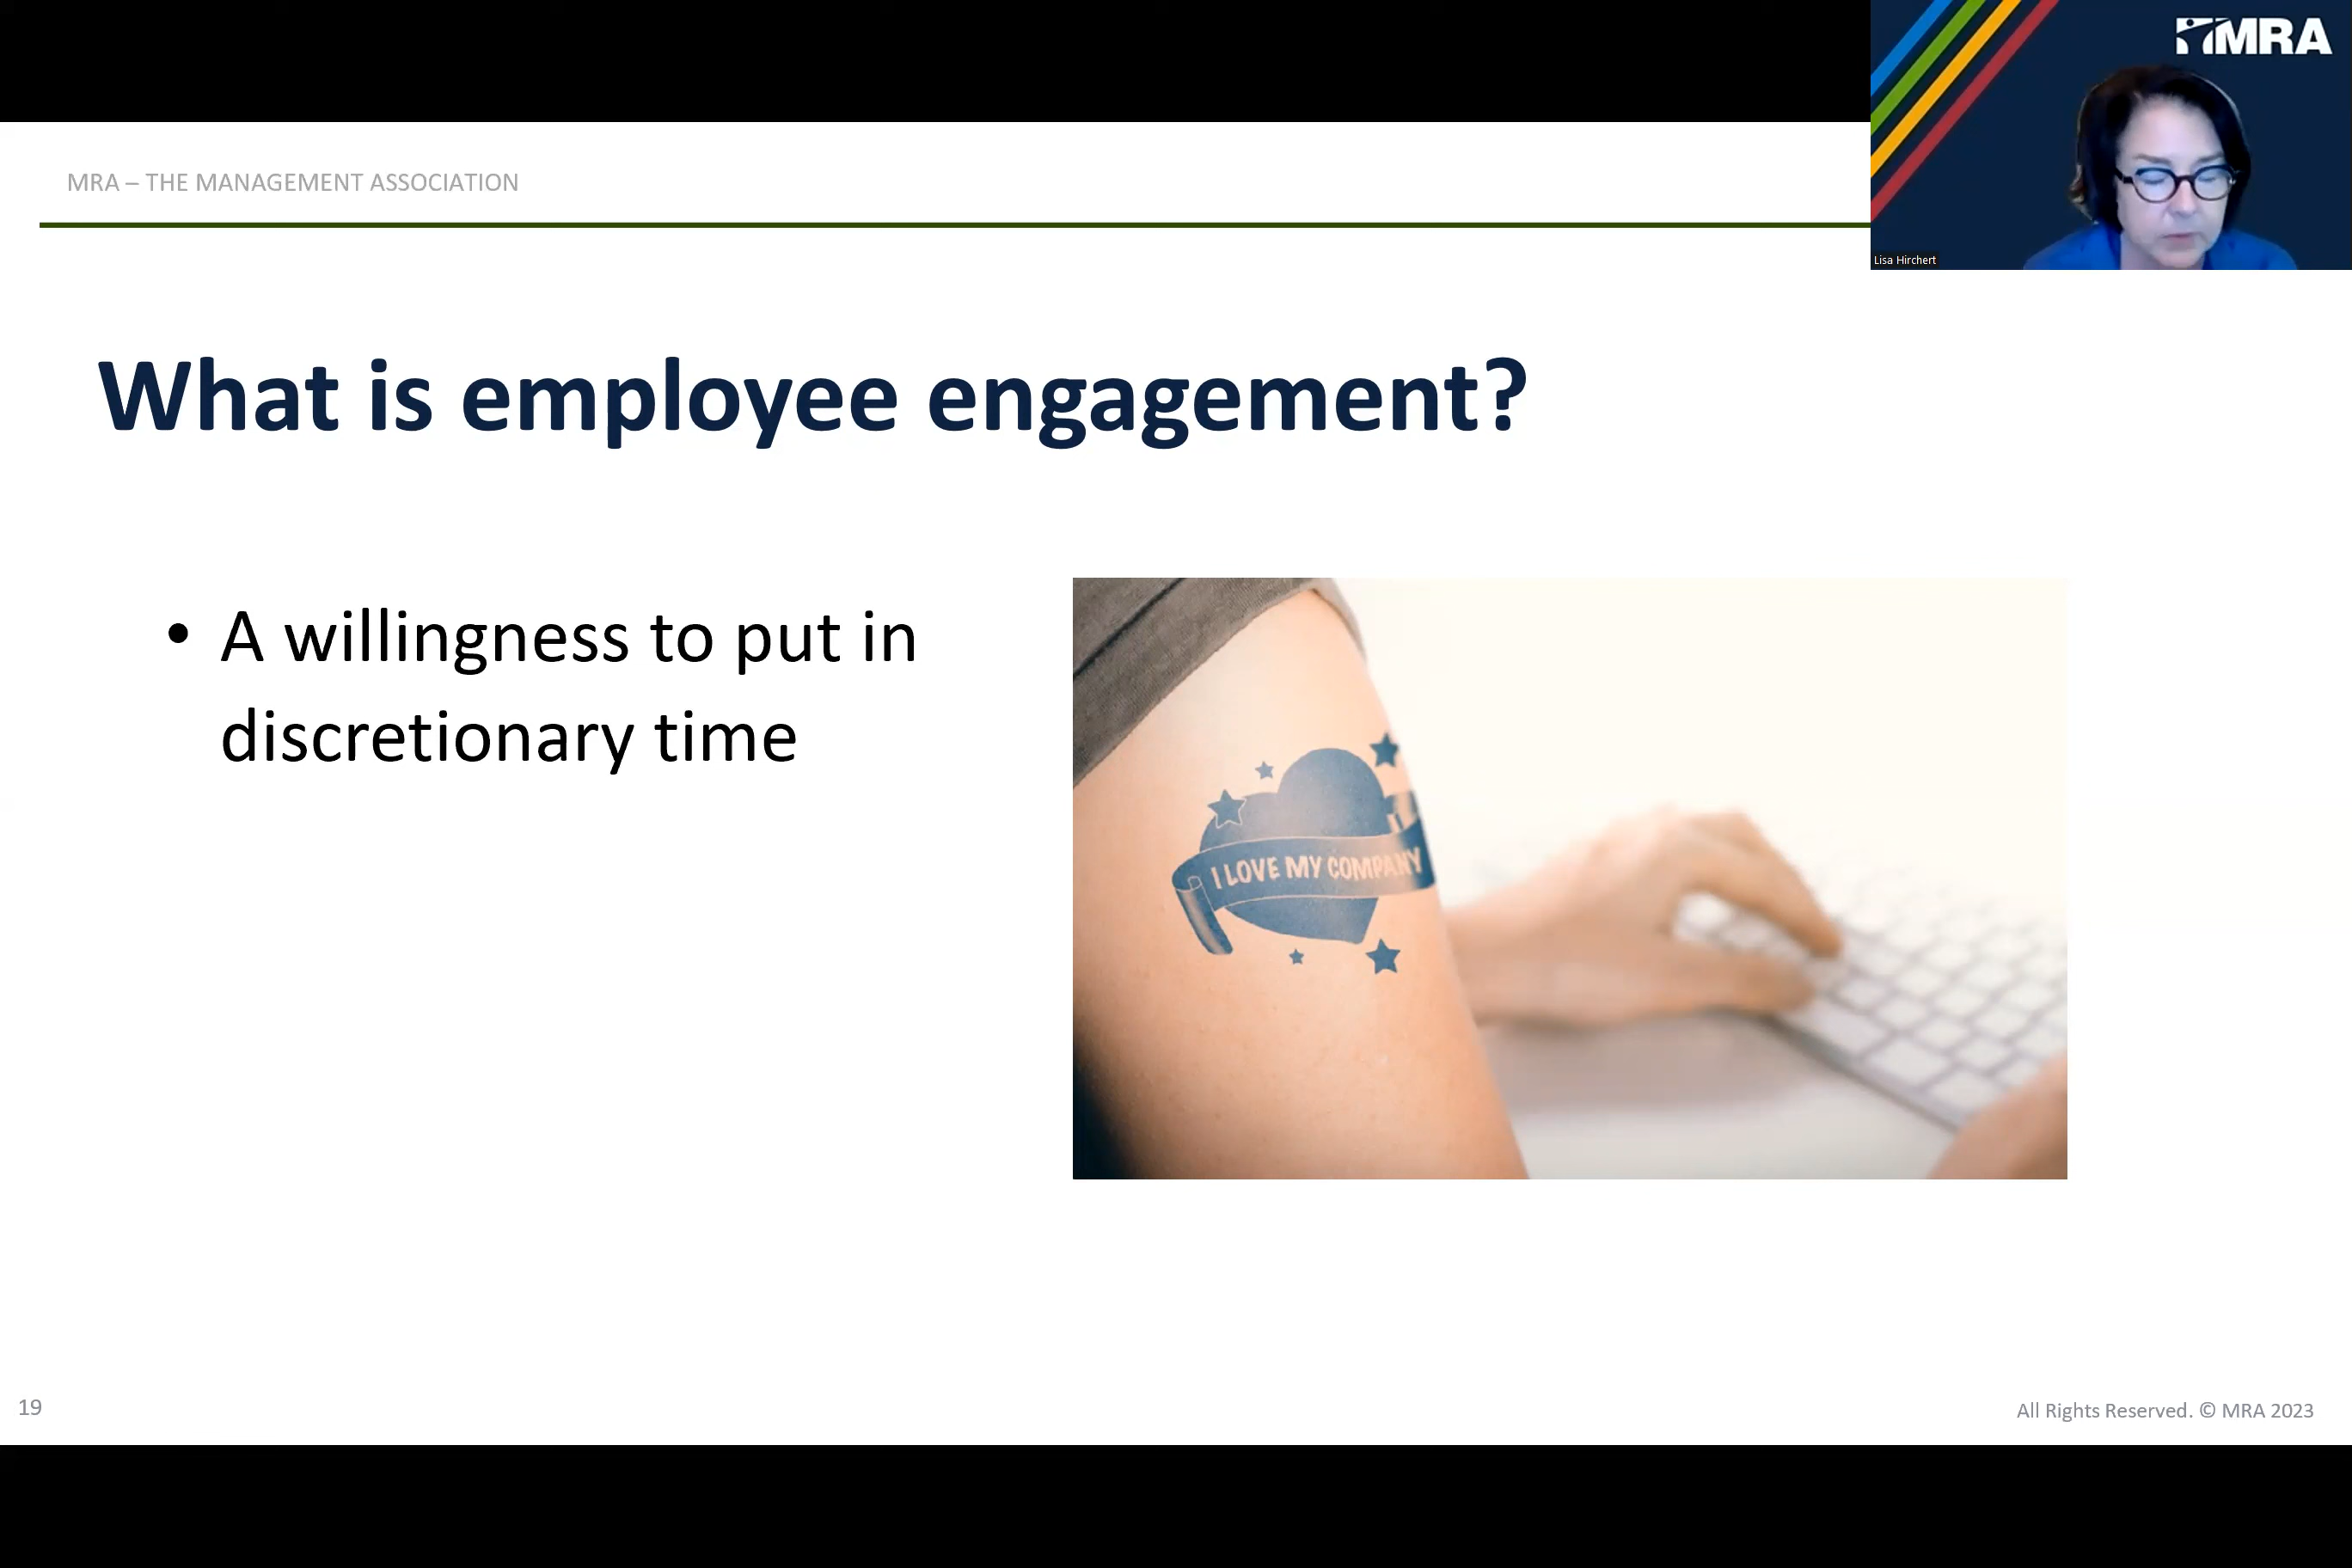 MRA
MRA – THE MANAGEMENT ASSOCIATION
Lisa Hirchert
What is employee engagement?
• A willingness to put in
discretionary time
I LOVE MY COMPANY
19
All Rights Reserved. © MRA 2023